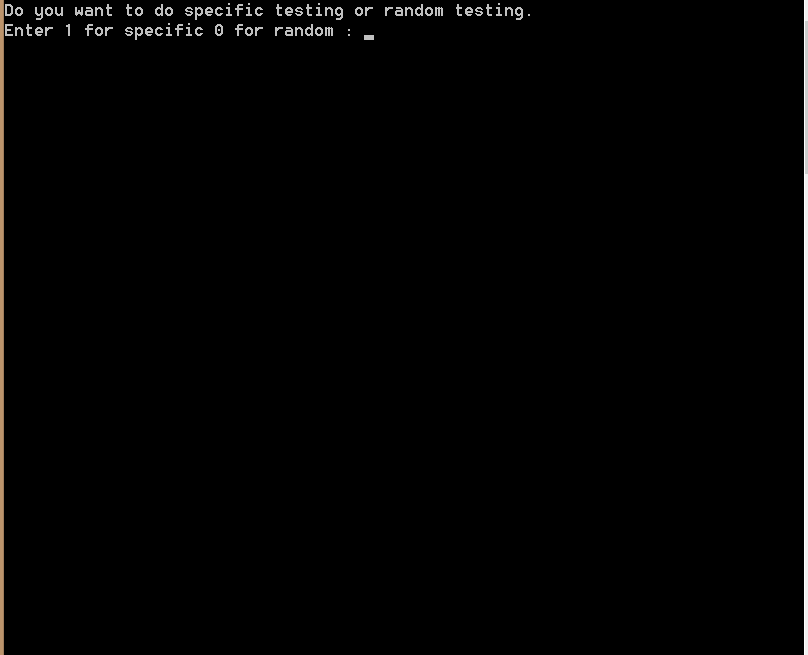 Do you want to do specific testing or random testing.
Enter 1 for specific 0 for random :